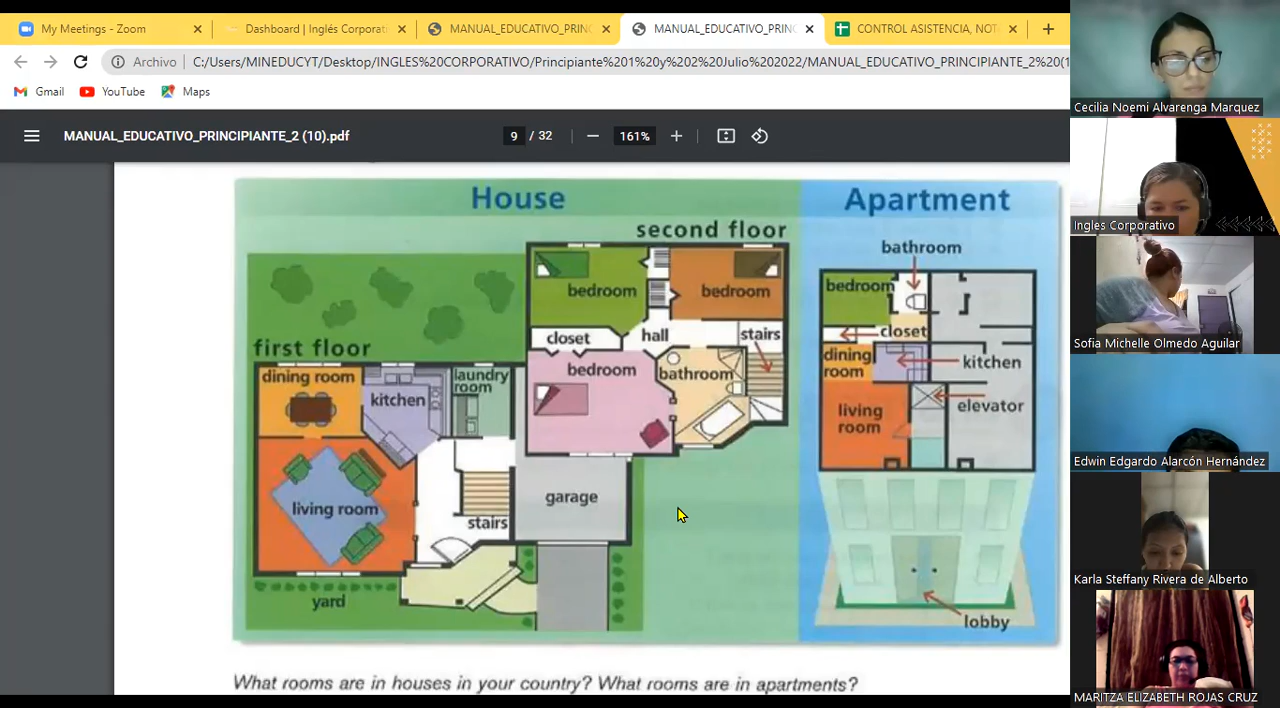 My Meetings - Zoom
Dashboard | Inglés Corporati
MANUAL_EDUCATIVO_PRINC
MANUAL_EDUCATIVO_PRINC
CONTROL ASISTENCIA, NOT
Archivo
C:/Users/MINEDUCYT/Desktop/INGLES%20CORPORATIVO/Principiante%201%20y%202%20Julio%202022/MANUAL_EDUCATIVO_PRINCIPIANTE_2%20(1
Gmail
YouTube
Maps
MANUAL_EDUCATIVO_PRINCIPIANTE_2 (10).pdf
9 / 32
161%
House
second floor
bedroom
bedroom
closet
hall
stairs
bedroom
bathroom
first floor
dining room
kitchen
laundry
room
living room
stairs
garage
yard
Apartment
bathroom
bedroom
closet
dining
room
kitchen
elevator
living
room
lobby
What rooms are in houses in your country? What rooms are in apartments?
Cecilia Noemi Alvarenga Marquez
Ingles Corporativo
Sofia Michelle Olmedo Aguilar
Edwin Edgardo Alarcón Hernández
Karla Steffany Rivera de Alberto
MARITZA ELIZABETH ROJAS CRUZ